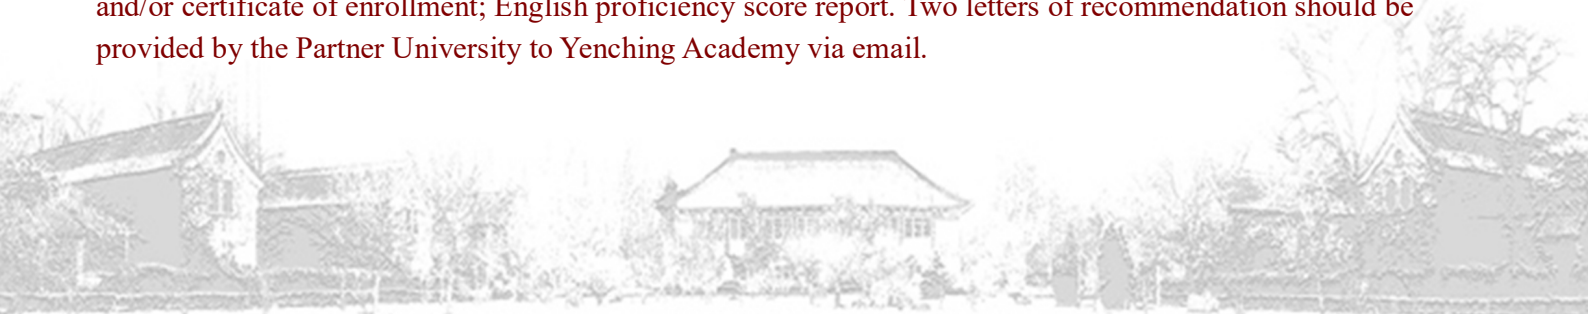 and/or certificate of enrollment; English proficiency score report. Two letters of recommendation should be
provided by the Partner University to Yenching Academy via email.